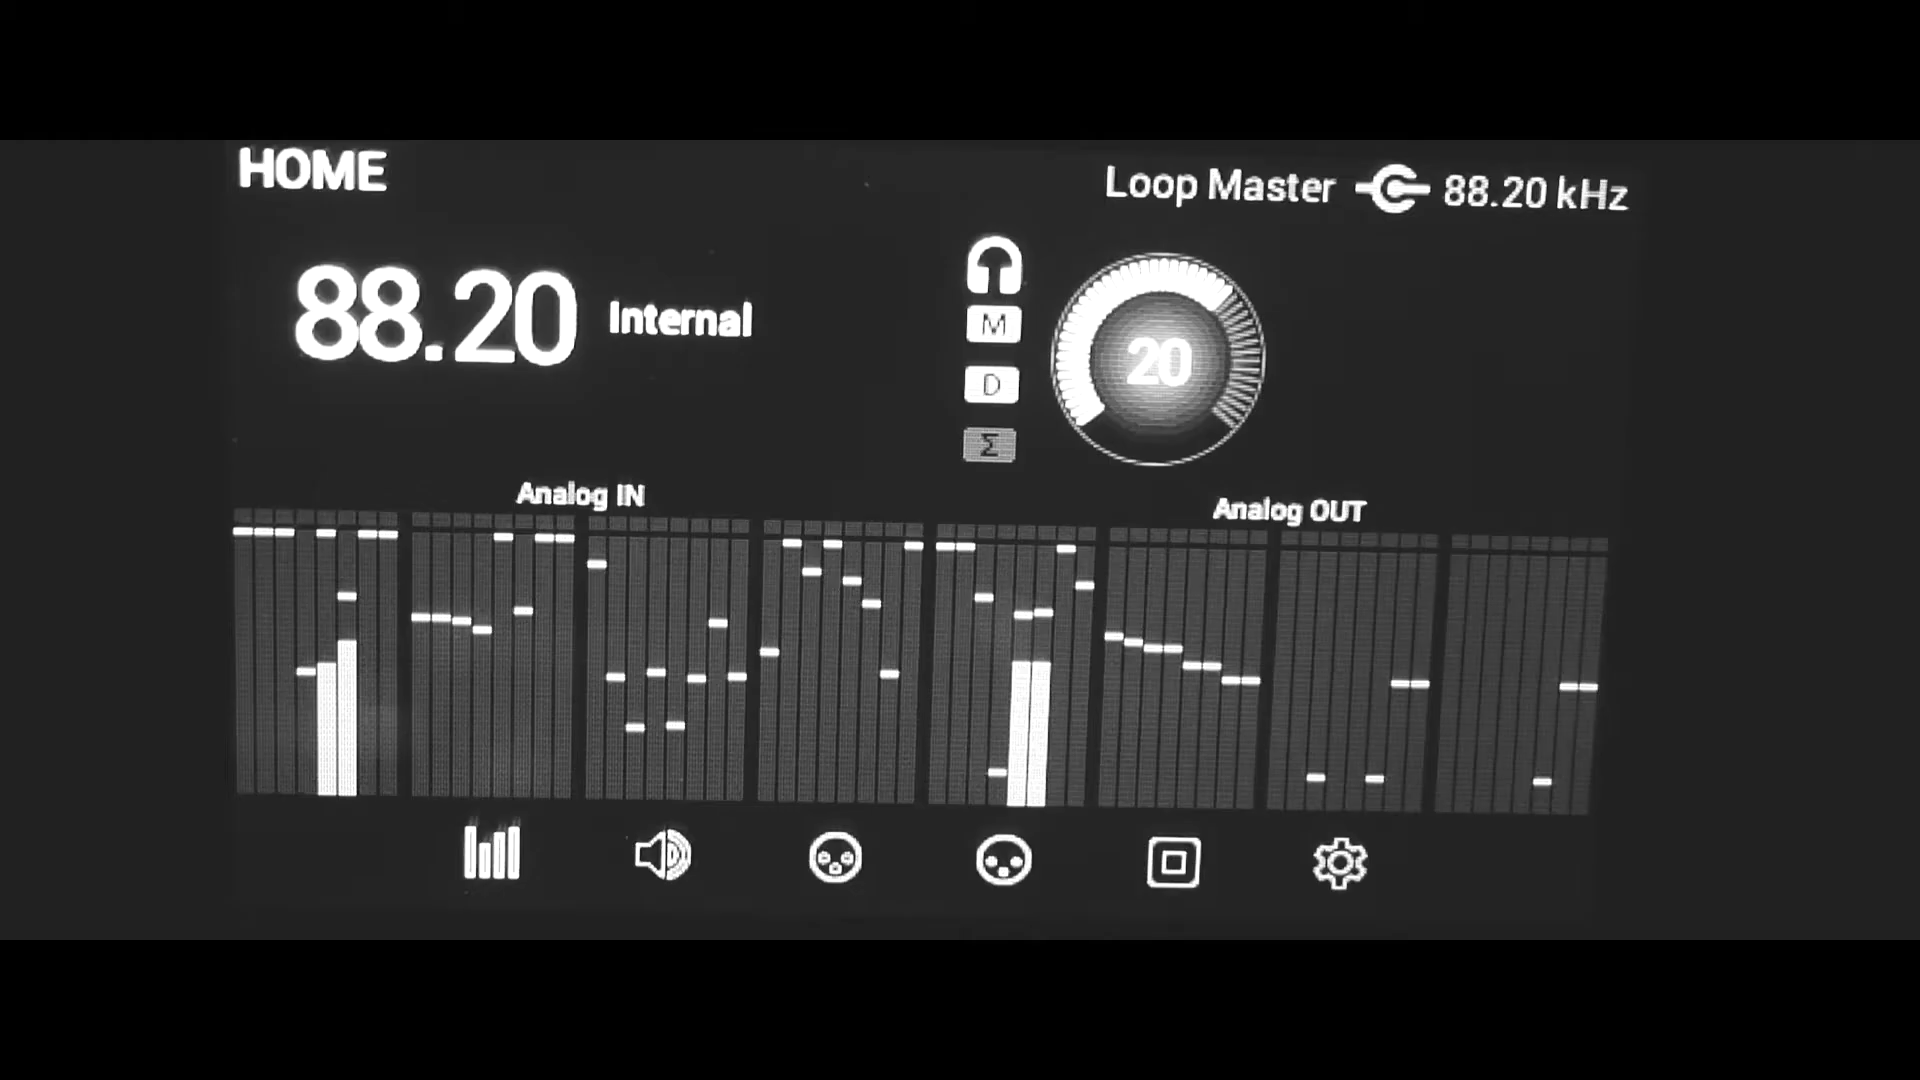 HOME
Loop Master 88.20 kHz
88.20 Internal
M
D
Σ
20
Analog IN
Analog OUT